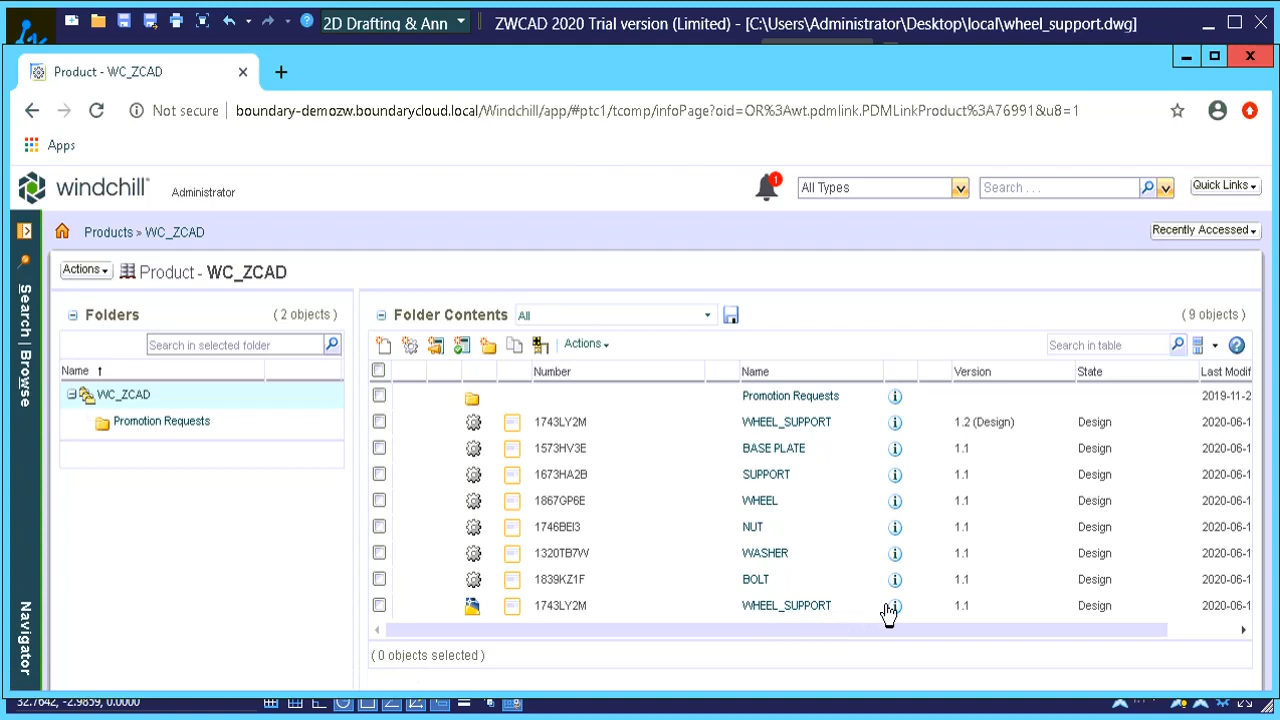 2D Drafting & Ann
ZWCAD 2020 Trial version (Limited) - [C:\Users\Administrator\Desktop\local\wheel_support.dwg]
Product - WC_ZCAD
Not secure
boundary-demozw.boundarycloud.local/Windchill/app/#ptc1/tcomp/infoPage?oid=OR%3Awt.pdmlink.PDMLinkProduct%3A76991&u8=1
Apps
windchill
Administrator
1
All Types
Search . . .
Quick Links
Products » WC_ZCAD
Recently Accessed
Actions
Product - WC_ZCAD
Search | Browse
Navigator
Folders
( 2 objects )
Search in selected folder
Name ↑
WC_ZCAD
Promotion Requests
Folder Contents
All
( 9 objects )
Actions
Search in table
Number Name Version State Last Modif
Promotion Requests 2019-11-2
1743LY2M WHEEL_SUPPORT 1.2 (Design) Design 2020-06-1
1573HV3E BASE PLATE 1.1 Design 2020-06-1
1673HA2B SUPPORT 1.1 Design 2020-06-1
1867GP6E WHEEL 1.1 Design 2020-06-1
1746BEI3 NUT 1.1 Design 2020-06-1
1320TB7W WASHER 1.1 Design 2020-06-1
1839KZ1F BOLT 1.1 Design 2020-06-1
1743LY2M WHEEL_SUPPORT 1.1 Design 2020-06-1
( 0 objects selected )
32.7642, -2.9859, 0.0000